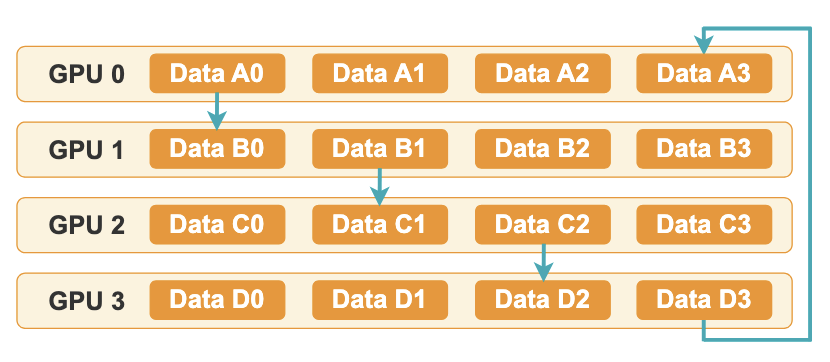 GPU 0 Data A0 Data A1 Data A2 Data A3
GPU 1 Data B0 Data B1 Data B2 Data B3
GPU 2 Data C0 Data C1 Data C2 Data C3
GPU 3 Data D0 Data D1 Data D2 Data D3